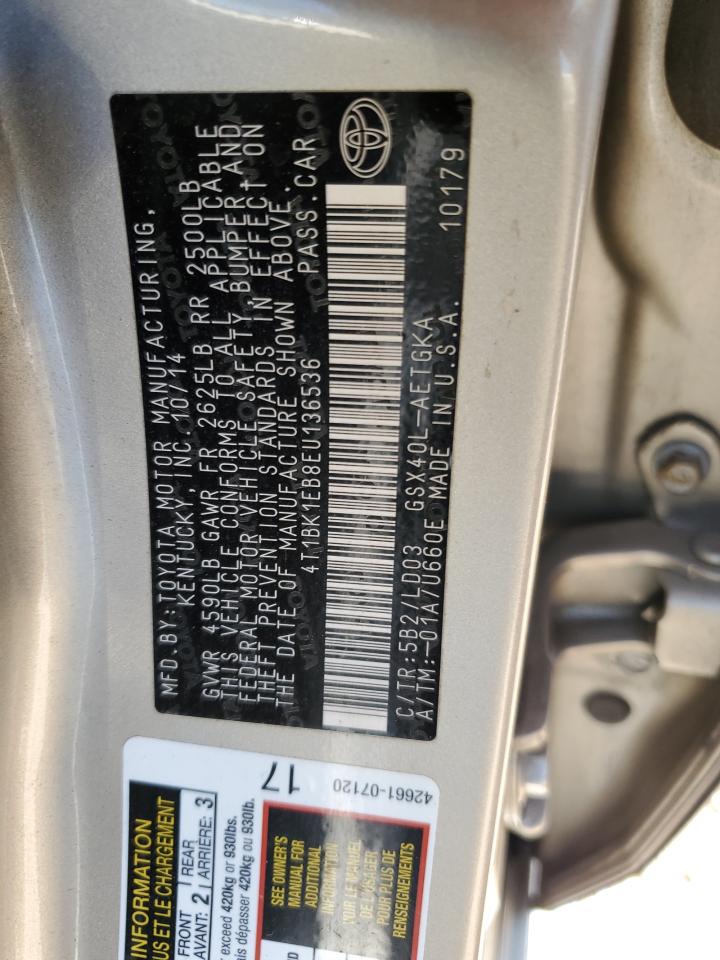 MFD.BY:TOYOTA MOTOR MANUFACTURING,
KENTUCKY, INC. 10/14
GVWR 4590LB GAWR FR 2625LB RR 2500LB
THIS VEHICLE CONFORMS TO ALL APPLICABLE
FEDERAL MOTOR VEHICLE SAFETY, BUMPER, AND
THEFT PREVENTION STANDARDS IN EFFECT ON
THE DATE OF MANUFACTURE SHOWN ABOVE.
4T1BK1EB8EU136536 PASS.CAR
C/TR:5B2/LD03 GSX40L-AETGKA
A/TM:-01A/U660E MADE IN U.S.A. 10179
INFORMATION
US ET LE CHARGEMENT
FRONT
AVANT: 2
REAR
ARRIÈRE: 3
exceed 420kg or 930lbs.
ais dépasser 420kg ou 930lb.
17
42661-07120
SEE OWNER'S
MANUAL FOR
ADDITIONAL
INFORMATION
VOIR LE MANUEL
DE L'USAGER
POUR PLUS DE
RENSEIGNEMENTS